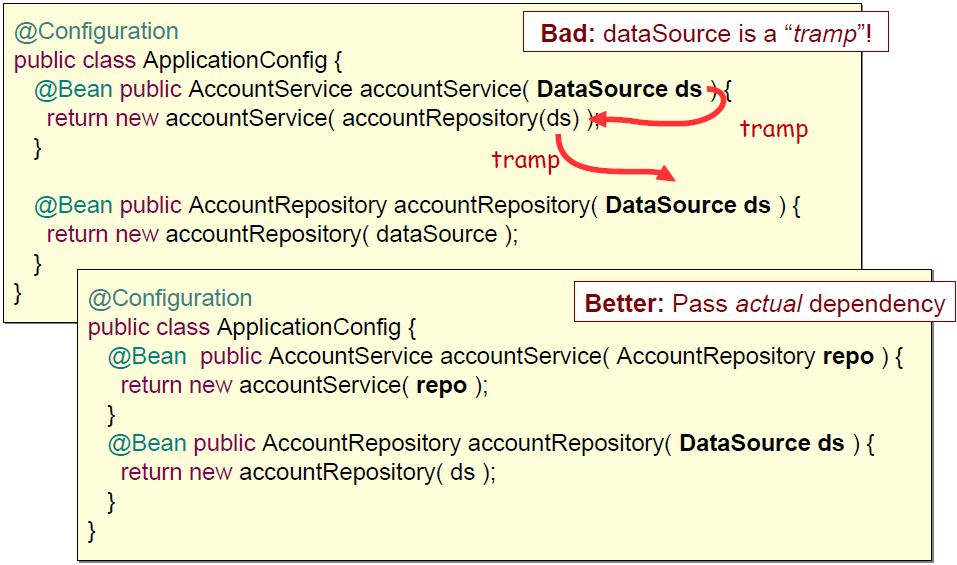 @Configuration
Bad: dataSource is a “tramp”!
public class ApplicationConfig {
@Bean public AccountService accountService( DataSource ds ) {
return new accountService( accountRepository(ds) );
tramp
}
tramp
@Bean public AccountRepository accountRepository( DataSource ds ) {
return new accountRepository( dataSource );
}
}
@Configuration
Better: Pass actual dependency
public class ApplicationConfig {
@Bean  public AccountService accountService( AccountRepository repo ) {
return new accountService( repo );
}
@Bean public AccountRepository accountRepository( DataSource ds ) {
return new accountRepository( ds );
}
}